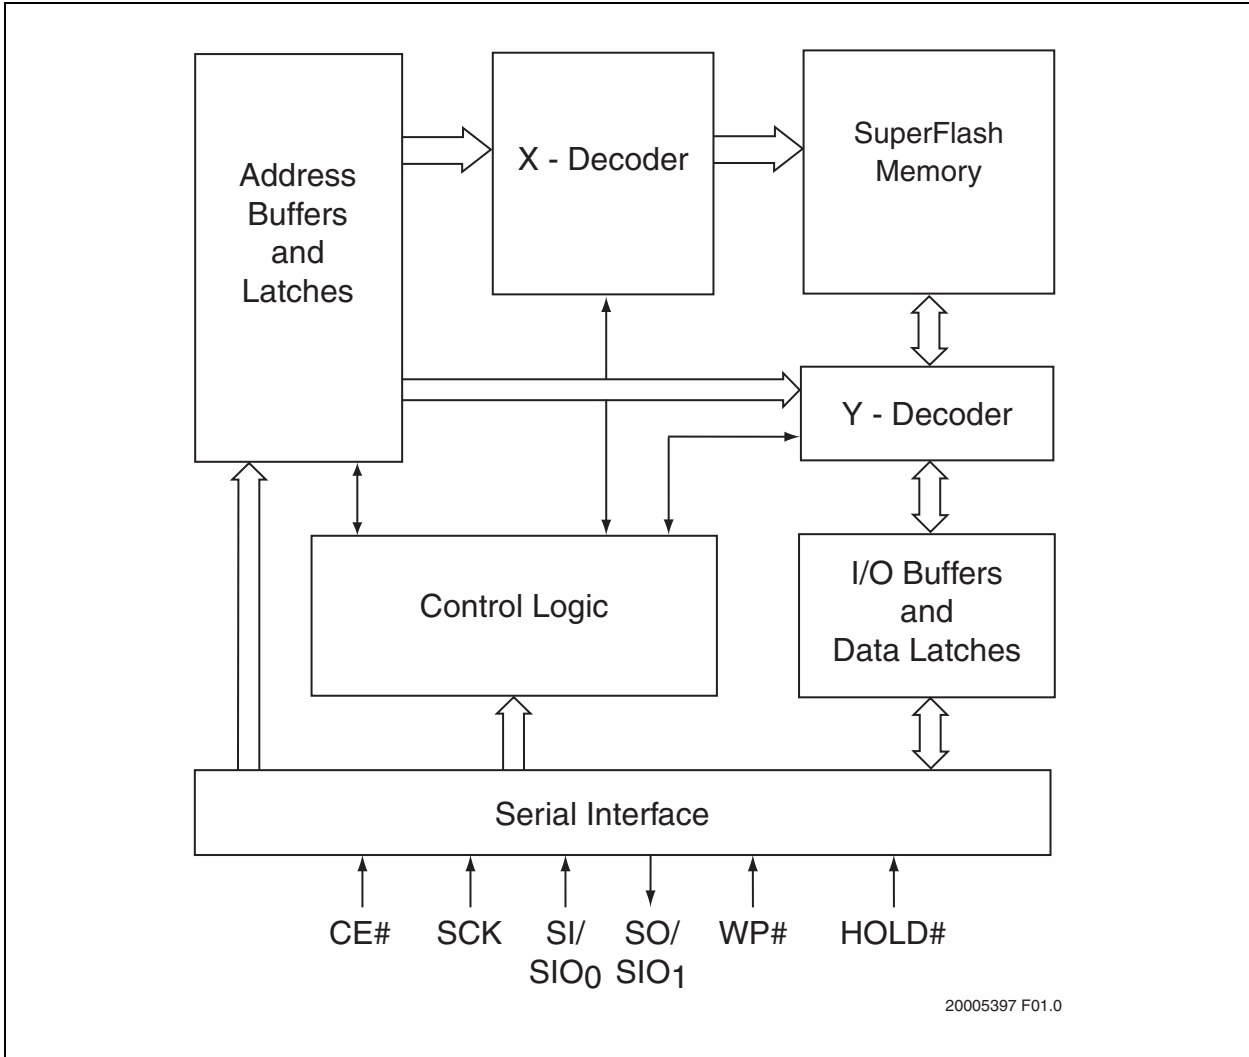 Address
Buffers
and
Latches
X - Decoder
SuperFlash
Memory
Y - Decoder
Control Logic
I/O Buffers
and
Data Latches
Serial Interface
CE#
SCK
SI/
SIO0
SO/
SIO1
WP#
HOLD#
20005397 F01.0